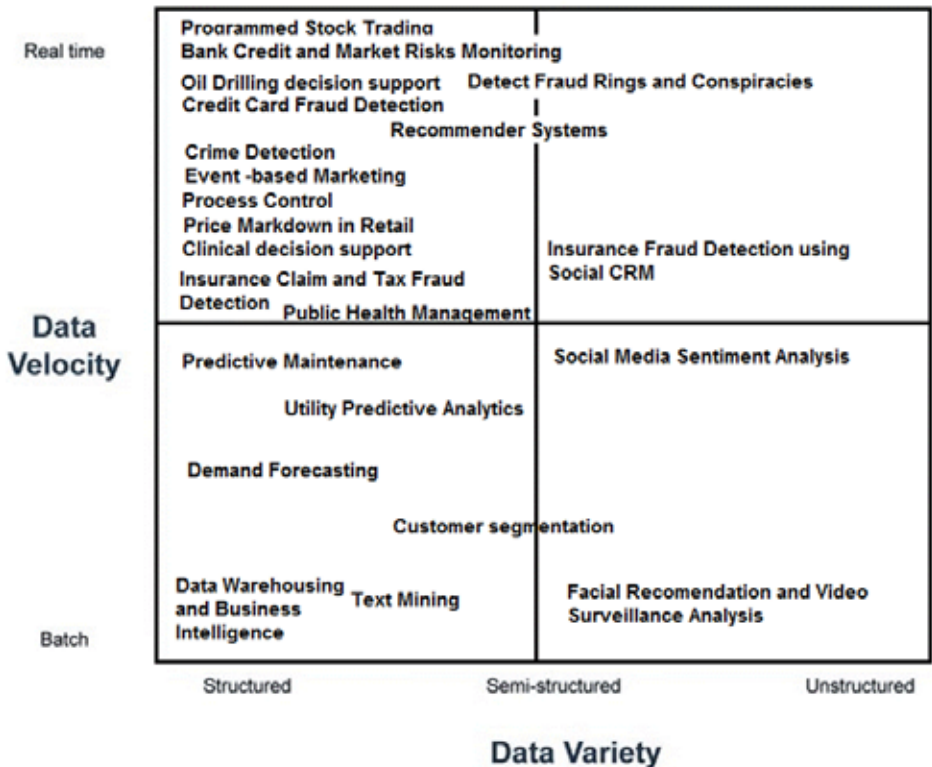 Real time
Programmed Stock Trading
Bank Credit and Market Risks Monitoring
Oil Drilling decision support
Detect Fraud Rings and Conspiracies
Credit Card Fraud Detection
Recommender Systems
Crime Detection
Event -based Marketing
Process Control
Price Markdown in Retail
Clinical decision support
Insurance Fraud Detection using
Social CRM
Insurance Claim and Tax Fraud
Detection
Public Health Management
Data
Velocity
Predictive Maintenance
Social Media Sentiment Analysis
Utility Predictive Analytics
Demand Forecasting
Customer segmentation
Data Warehousing
and Business
Intelligence
Text Mining
Facial Recomendation and Video
Surveillance Analysis
Batch
Structured
Semi-structured
Unstructured
Data Variety